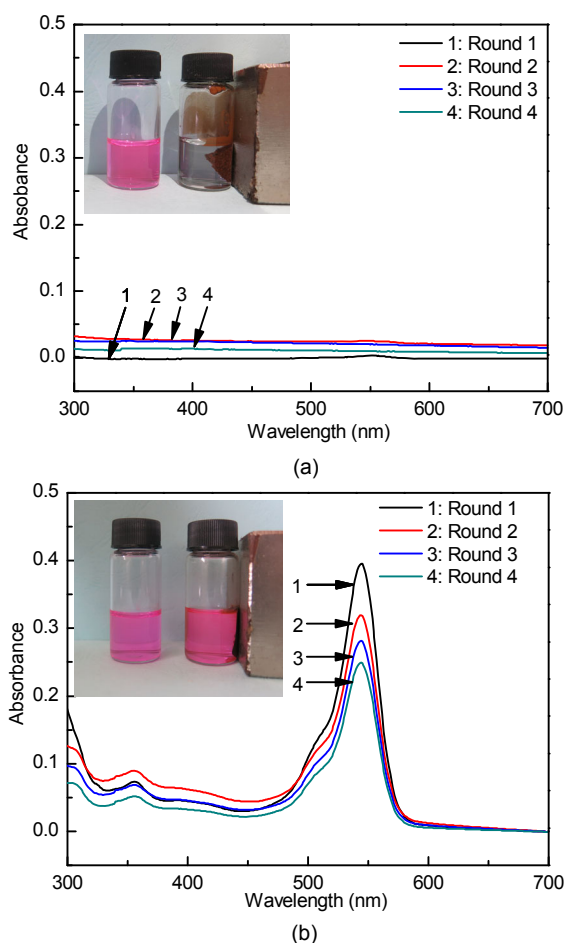 0.5
0.4
0.3
0.2
0.1
0.0
Absobance
1: Round 1
2: Round 2
3: Round 3
4: Round 4
1 2 3 4
300 400 500 600 700
Wavelength (nm)
(a)
0.5
0.4
0.3
0.2
0.1
0.0
Absorbance
1: Round 1
2: Round 2
3: Round 3
4: Round 4
1
2
3
4
300 400 500 600 700
Wavelength (nm)
(b)